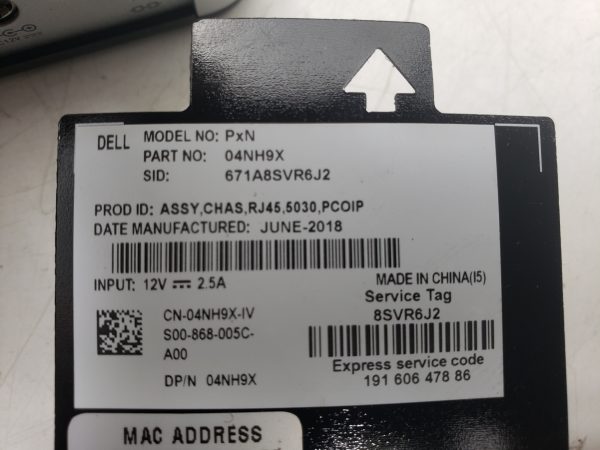 DELL MODEL NO: PxN
PART NO: 04NH9X
SID: 671A8SVR6J2
PROD ID: ASSY,CHAS,RJ45,5030,PCOIP
DATE MANUFACTURED: JUNE-2018
INPUT: 12V ⎓ 2.5A
MADE IN CHINA(I5)
CN-04NH9X-IV
S00-868-005C-
A00
DP/N 04NH9X
Service Tag
8SVR6J2
Express service code
191 606 478 86
MAC ADDRESS